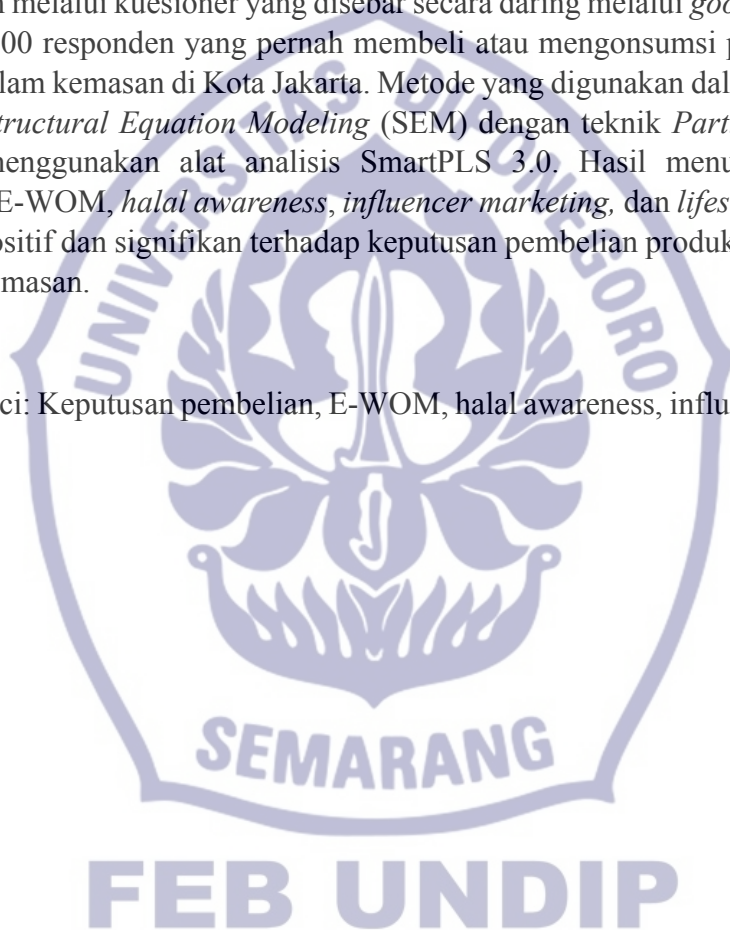 melalui kuesioner yang disebar secara daring melalui
00 responden yang pernah membeli atau mengonsumsi
lam kemasan di Kota Jakarta. Metode yang digunakan
tructural Equation Modeling (SEM) dengan teknik
enggunakan alat analisis SmartPLS 3.0. Hasil
E-WOM, halal awareness, influencer marketing, dan
ositif dan signifikan terhadap keputusan pembelian produk
masan.
ci: Keputusan pembelian, E-WOM, halal awareness,
UNIVERSITAS DIPONEGORO
SEMARANG
FEB UNDIP